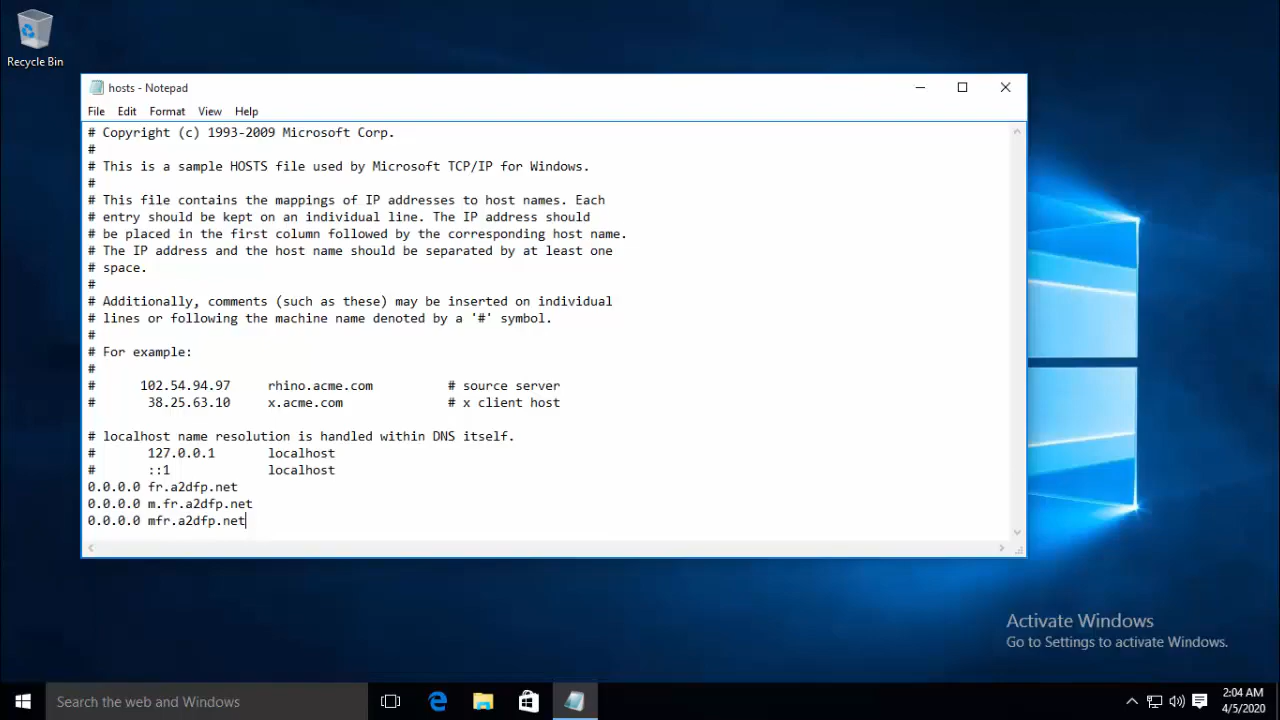 Recycle Bin
hosts - Notepad
File Edit Format View Help
# Copyright (c) 1993-2009 Microsoft Corp.
#
# This is a sample HOSTS file used by Microsoft TCP/IP for Windows.
#
# This file contains the mappings of IP addresses to host names. Each
# entry should be kept on an individual line. The IP address should
# be placed in the first column followed by the corresponding host name.
# The IP address and the host name should be separated by at least one
# space.
#
# Additionally, comments (such as these) may be inserted on individual
# lines or following the machine name denoted by a '#' symbol.
#
# For example:
#
# 102.54.94.97 rhino.acme.com # source server
# 38.25.63.10 x.acme.com # x client host
# localhost name resolution is handled within DNS itself.
# 127.0.0.1 localhost
# ::1 localhost
0.0.0.0 fr.a2dfp.net
0.0.0.0 m.fr.a2dfp.net
0.0.0.0 mfr.a2dfp.net
Activate Windows
Go to Settings to activate Windows.
Search the web and Windows
2:04 AM
4/5/2020